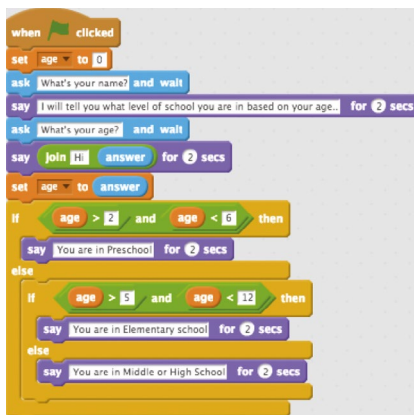 when clicked
set age to 0
ask What's your name? and wait
say I will tell you what level of school you are in based on your age.. for 2 secs
ask What's your age? and wait
say join Hi answer for 2 secs
set age to answer
If age > 2 and age < 6 then
say You are in Preschool for 2 secs
else
If age > 5 and age < 12 then
say You are in Elementary school for 2 secs
else
say You are in Middle or High School for 2 secs